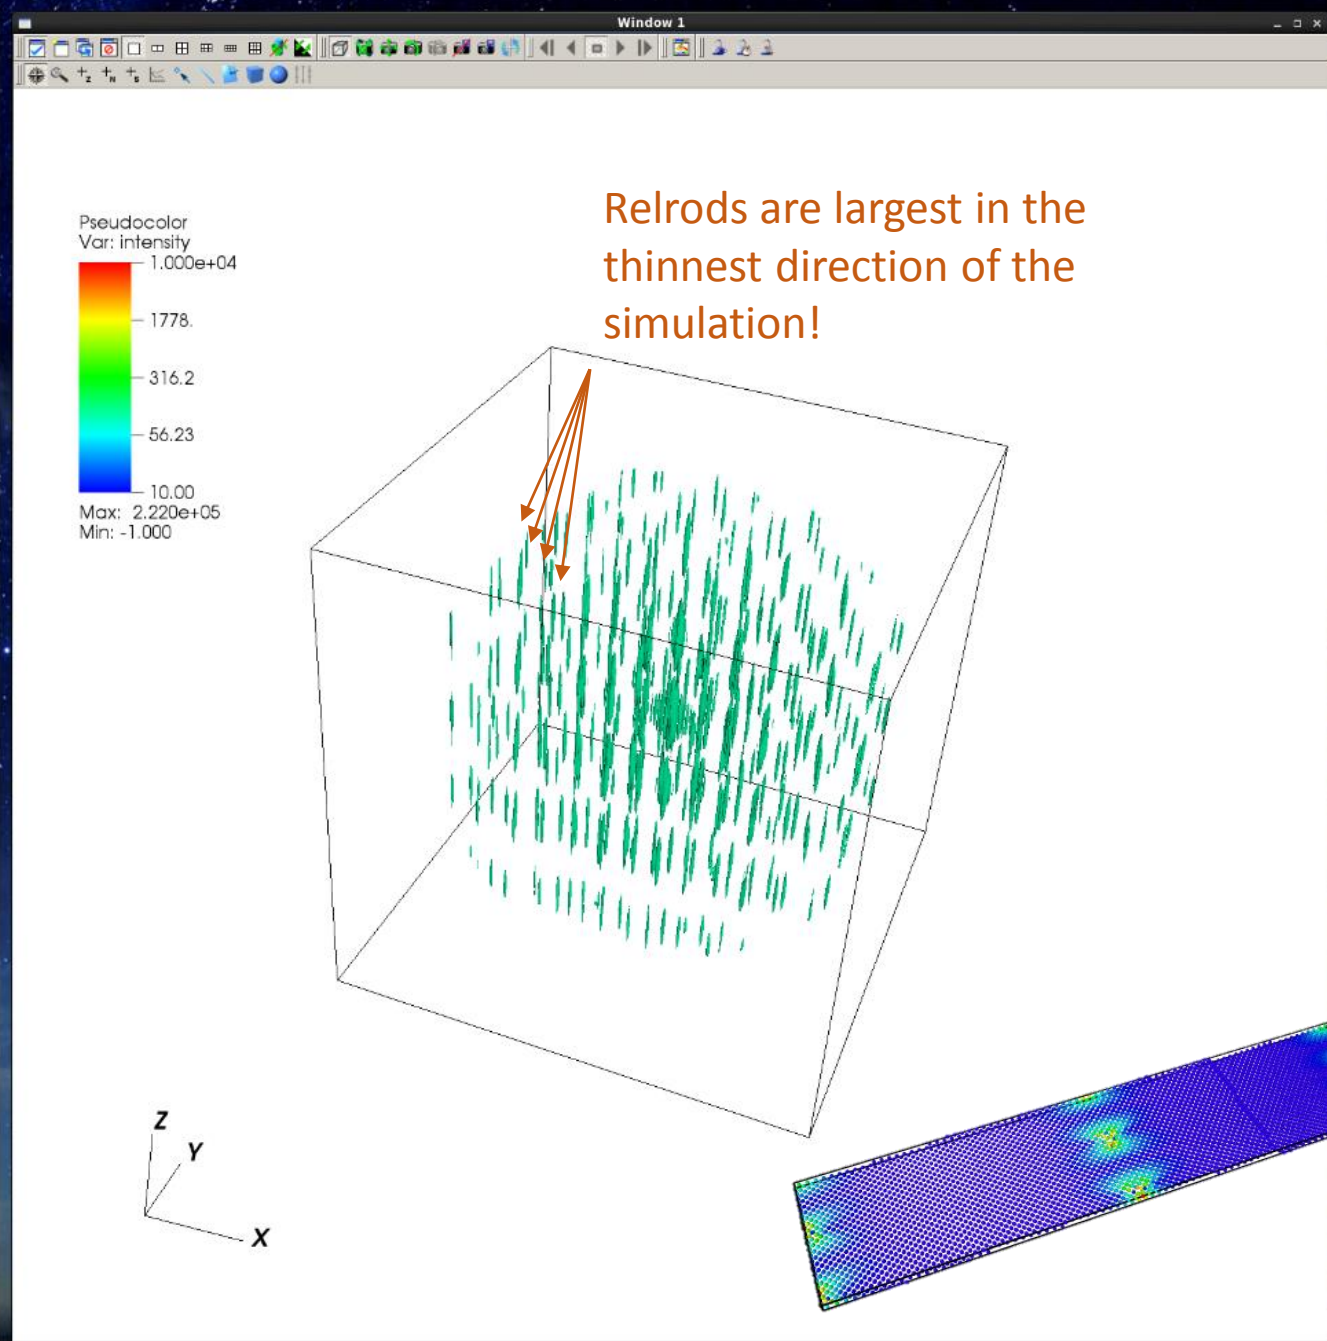 Window 1
Relrods are largest in the
thinnest direction of the
simulation!
Pseudocolor
Var: intensity
1.000e+04
1778.
316.2
56.23
10.00
Max: 2.220e+05
Min: -1.000
Z
Y
X